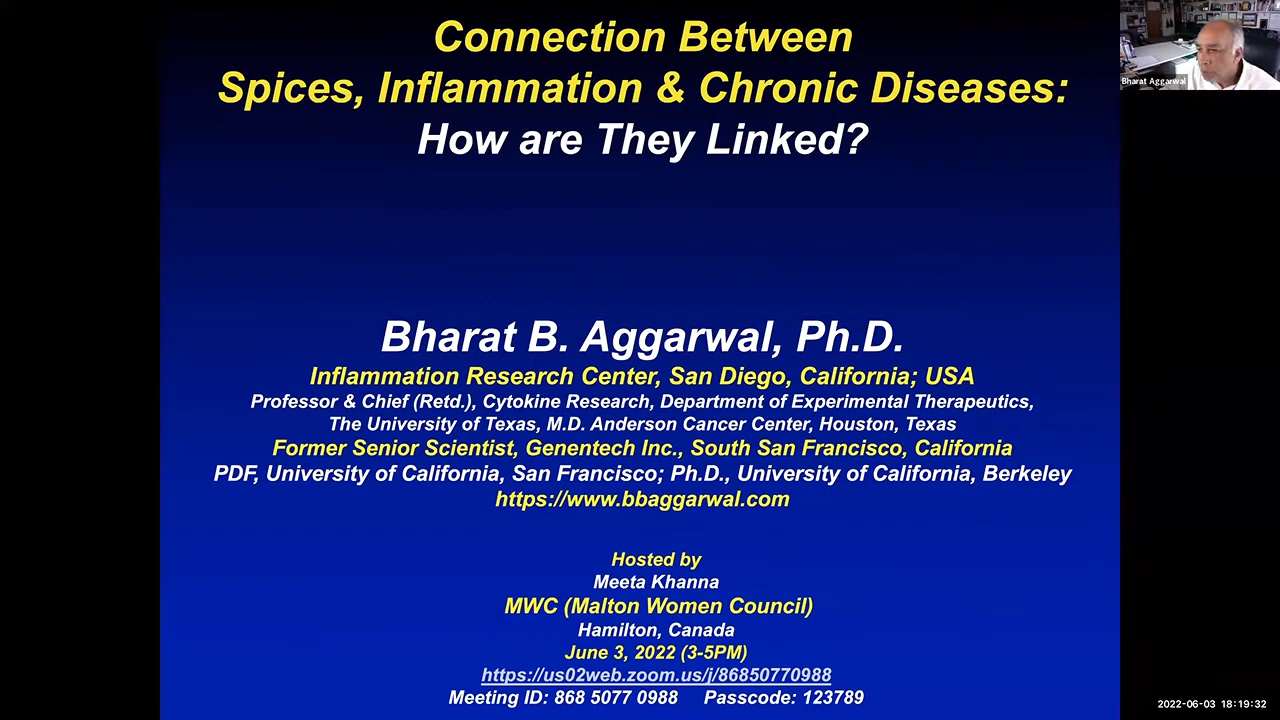 Connection Between
Spices, Inflammation & Chronic Diseases:
How are They Linked?
Bharat Aggarwal
Bharat B. Aggarwal, Ph.D.
Inflammation Research Center, San Diego, California; USA
Professor & Chief (Retd.), Cytokine Research, Department of Experimental Therapeutics,
The University of Texas, M.D. Anderson Cancer Center, Houston, Texas
Former Senior Scientist, Genentech Inc., South San Francisco, California
PDF, University of California, San Francisco; Ph.D., University of California, Berkeley
https://www.bbaggarwal.com
Hosted by
Meeta Khanna
MWC (Malton Women Council)
Hamilton, Canada
June 3, 2022 (3-5PM)
https://us02web.zoom.us/j/86850770988
Meeting ID: 868 5077 0988 Passcode: 123789
2022-06-03 18:19:32